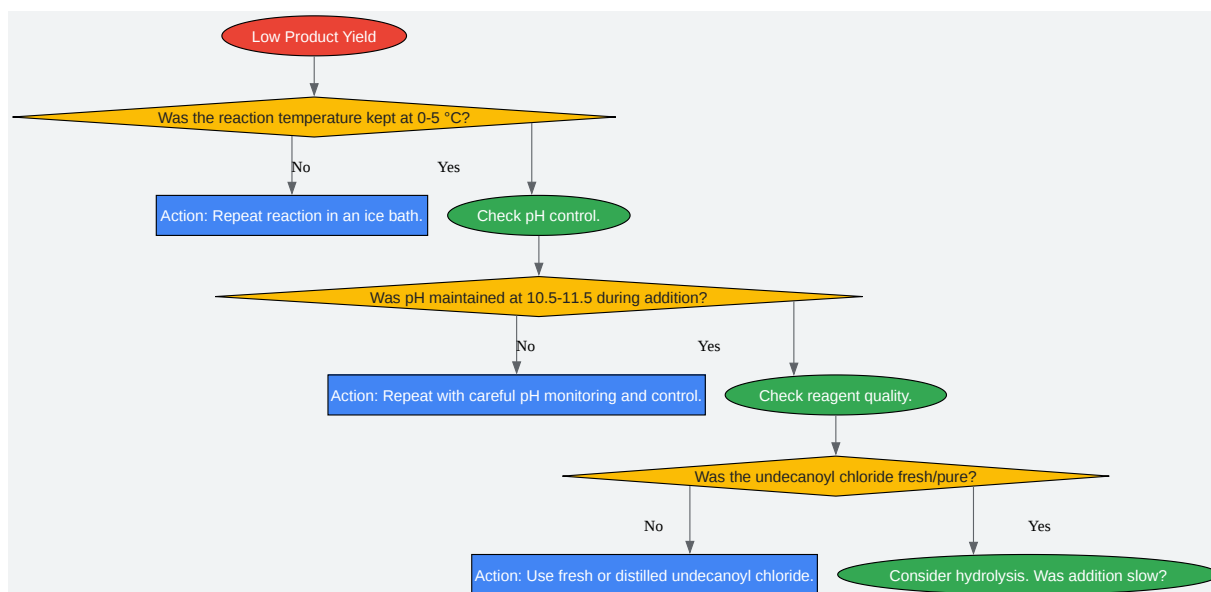 Low Product Yield
Was the reaction temperature kept at 0-5 °C?
No
Yes
Action: Repeat reaction in an ice bath.
Check pH control.
Was pH maintained at 10.5-11.5 during addition?
No
Yes
Action: Repeat with careful pH monitoring and control.
Check reagent quality.
Was the undecanoyl chloride fresh/pure?
No
Yes
Action: Use fresh or distilled undecanoyl chloride.
Consider hydrolysis. Was addition slow?